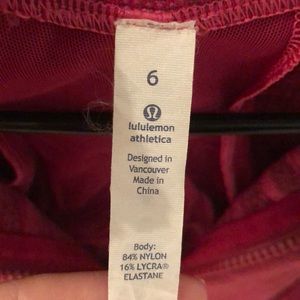 6
lululemon
athletica
Designed in
Vancouver
Made in
China
Body:
84% NYLON
16% LYCRA®
ELASTANE